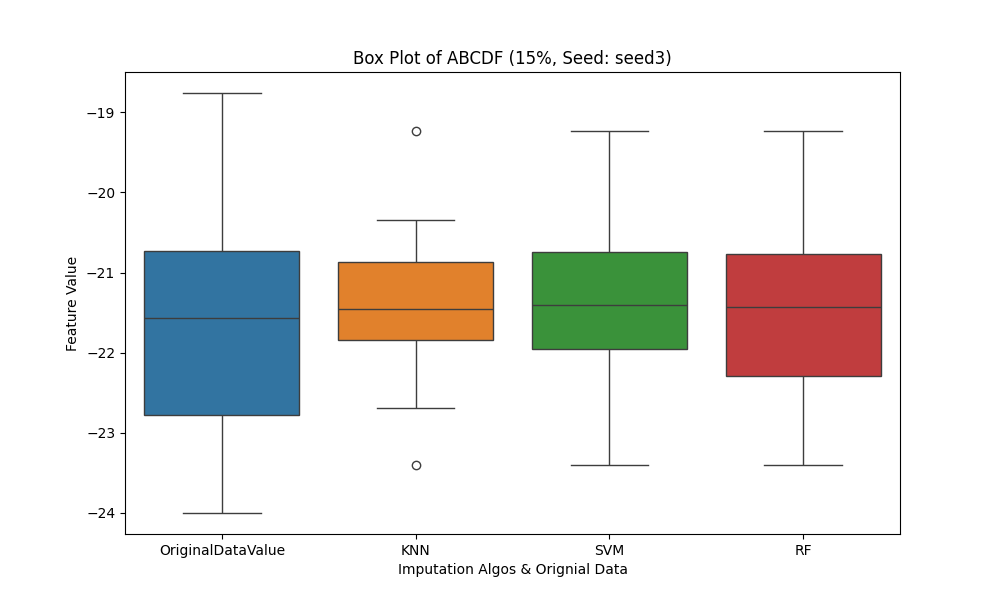 Box Plot of ABCDF (15%, Seed: seed3)
−19
−20
−21
−22
−23
−24
Feature Value
OriginalDataValue KNN SVM RF
Imputation Algos & Orignial Data